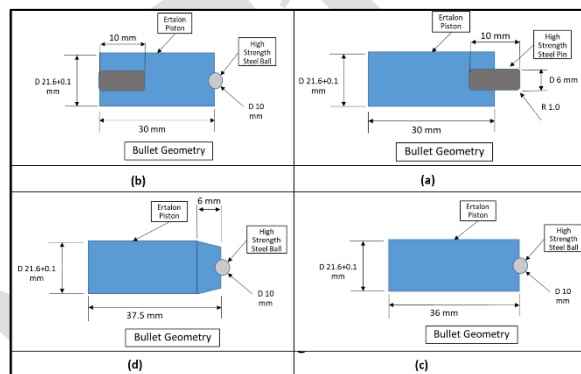 Ertalon
Piston
10 mm
High
Strength
Steel Ball
D 21.6+0.1
mm
D 10
mm
30 mm
Bullet Geometry
(b)
Ertalon
Piston
10 mm
High
Strength
Steel Pin
D 21.6+0.1
mm
D 6 mm
R 1.0
30 mm
Bullet Geometry
(a)
Ertalon
Piston
6 mm
High
Strength
Steel Ball
D 21.6+0.1
mm
D 10
mm
37.5 mm
Bullet Geometry
(d)
Ertalon
Piston
High
Strength
Steel Ball
D 21.6+0.1
mm
D 10
mm
36 mm
Bullet Geometry
(c)